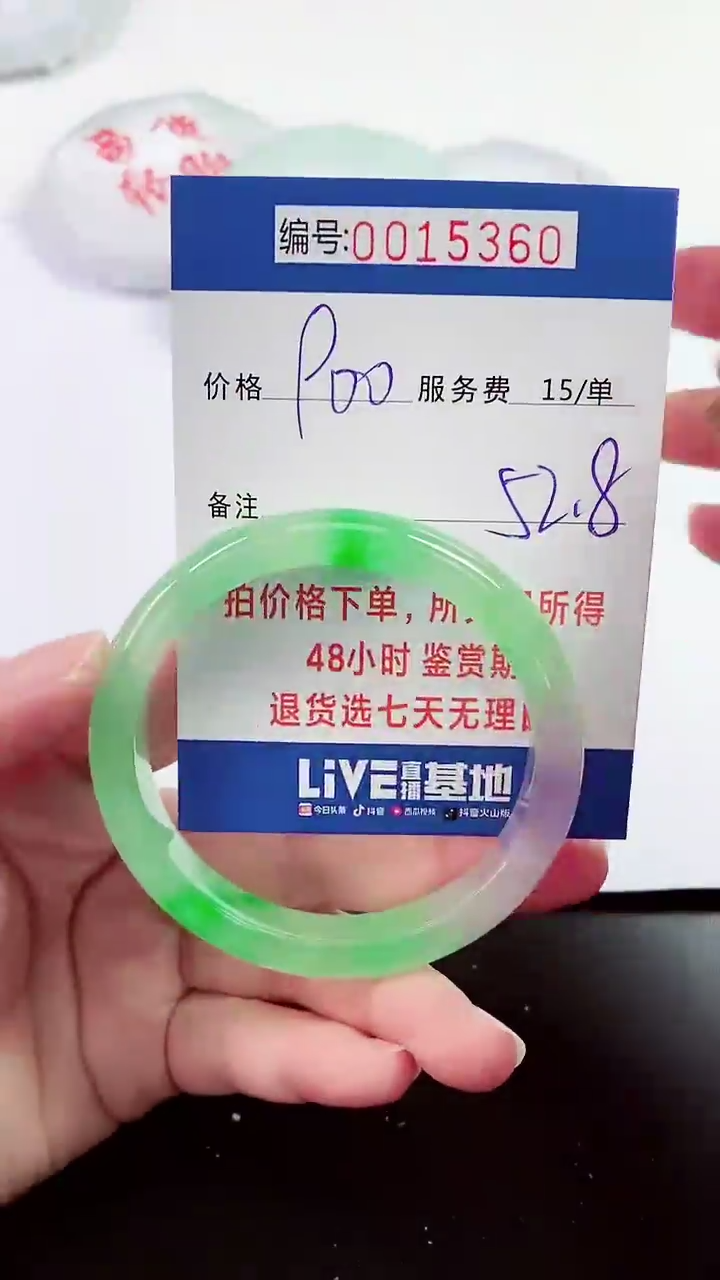 编号:0015360
价格 P00 服务费 15/单
备注 52.8
拍价格下单,所 所得
48小时 鉴赏期
退货选七天无理
LiVE直播基地
今日头条 抖音 西瓜视频 抖音火山版